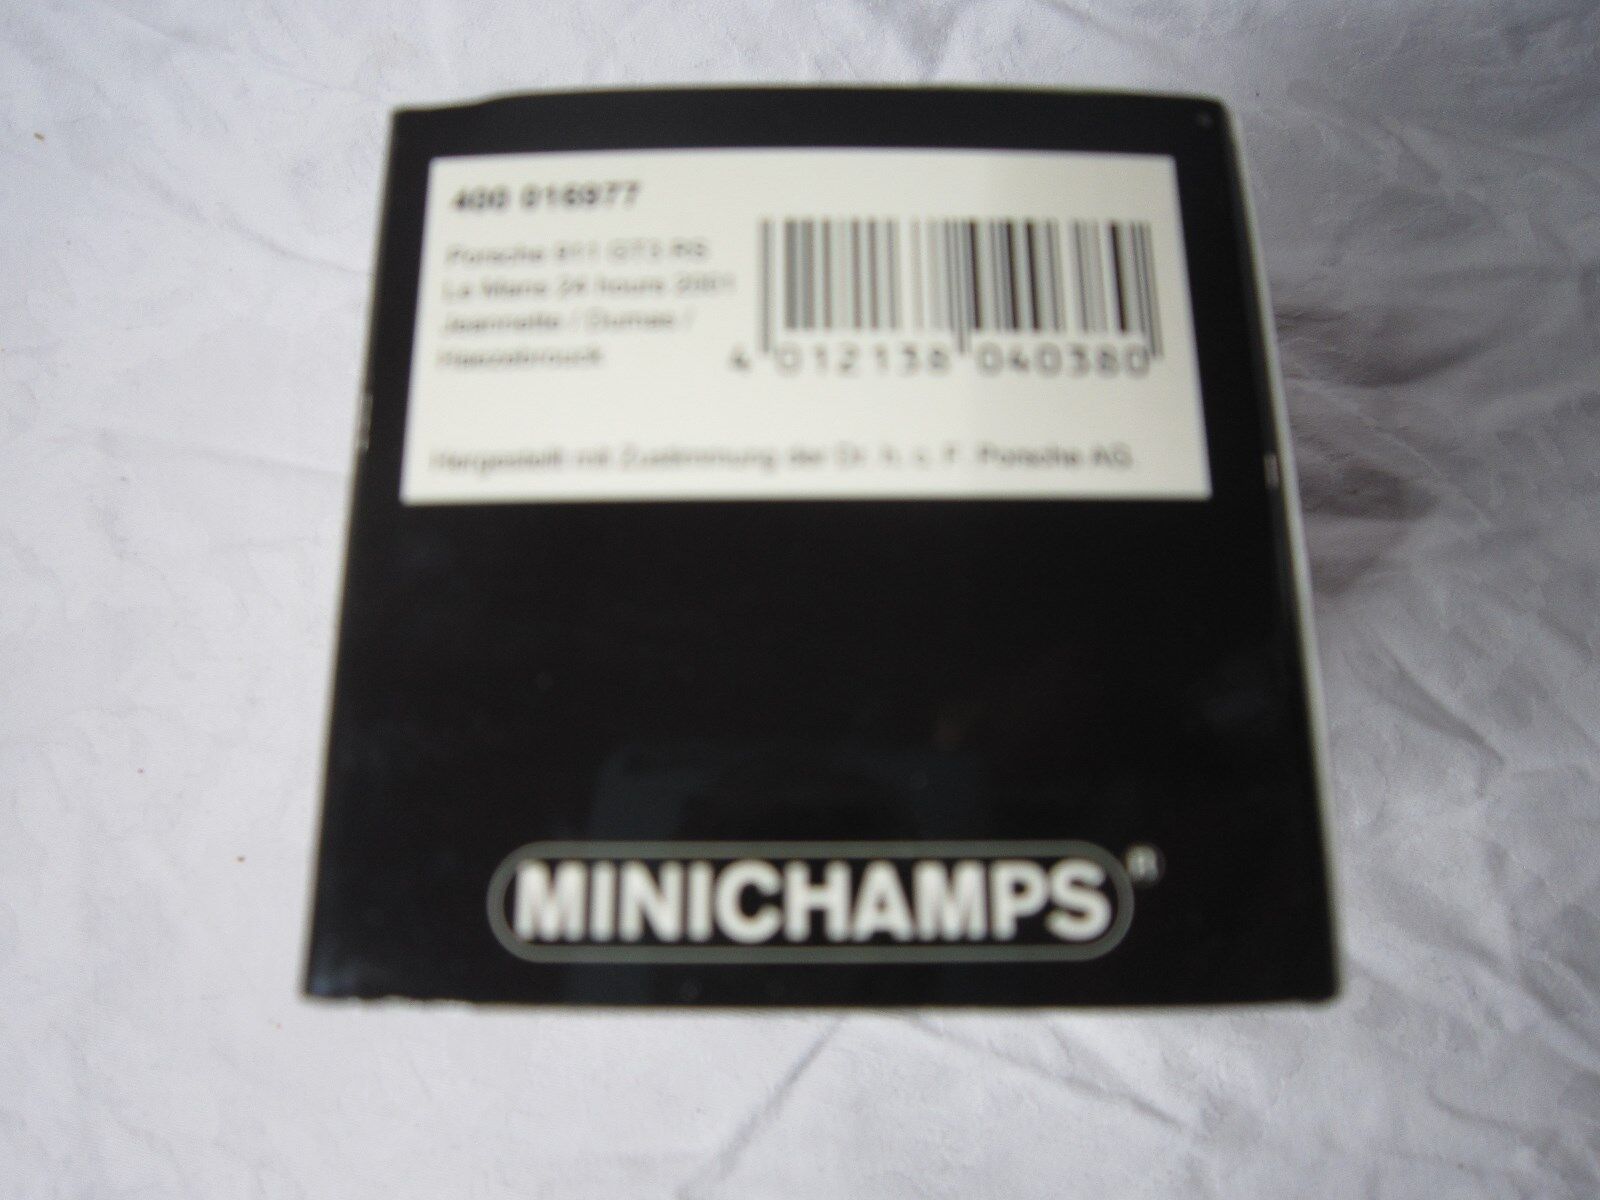 400 016977
Porsche 911 GT3 RS
Le Mans 24 hours 2001
Jeannette / Dumas /
Haezebrouck
4 012138 040380
Hergestellt mit Zustimmung der Dr. h. c. F. Porsche AG.
MINICHAMPS®